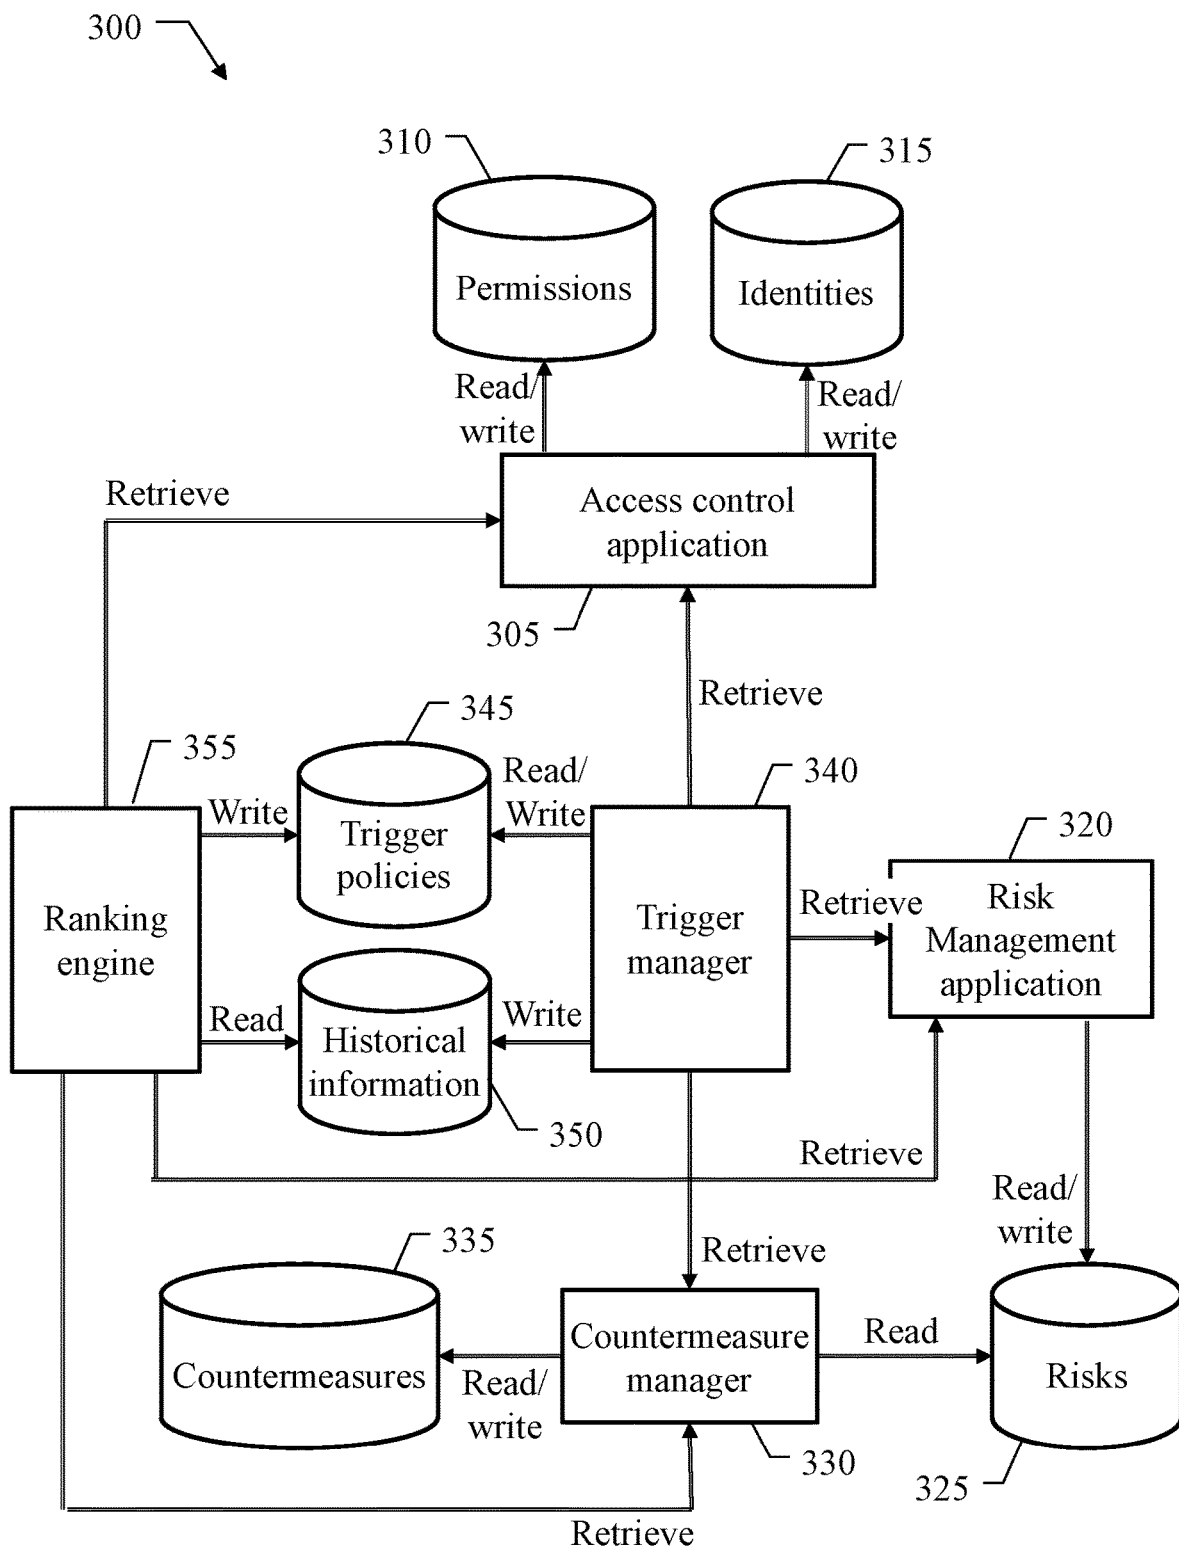 300
310
315
Permissions
Identities
Read/
write
Read/
write
Retrieve
Access control
application
305
Retrieve
345
355
Read/
Write
340
Write
Trigger
policies
320
Ranking
engine
Trigger
manager
Retrieve
Risk
Management
application
Read
Historical
information
Write
350
Retrieve
Read/
write
335
Retrieve
Countermeasures
Read/
write
Countermeasure
manager
Read
Risks
330
325
Retrieve